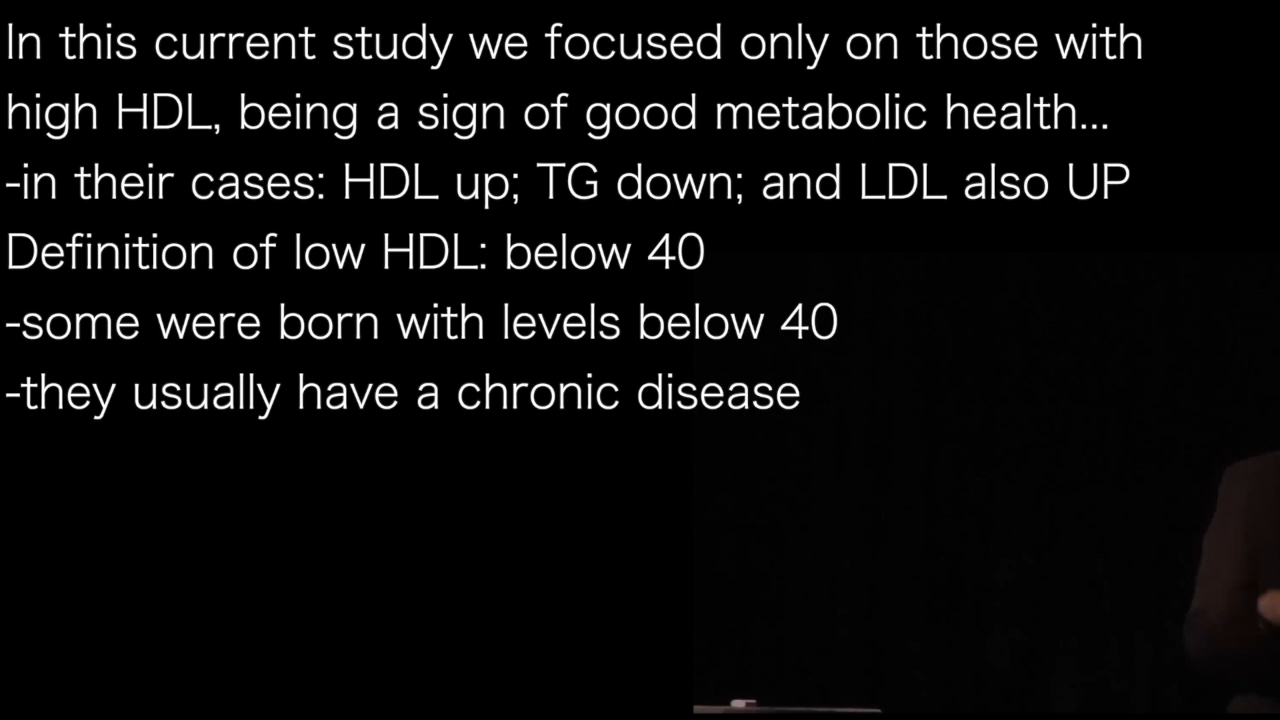 In this current study we focused only on those with
high HDL, being a sign of good metabolic health...
-in their cases: HDL up; TG down; and LDL also UP
Definition of low HDL: below 40
-some were born with levels below 40
-they usually have a chronic disease